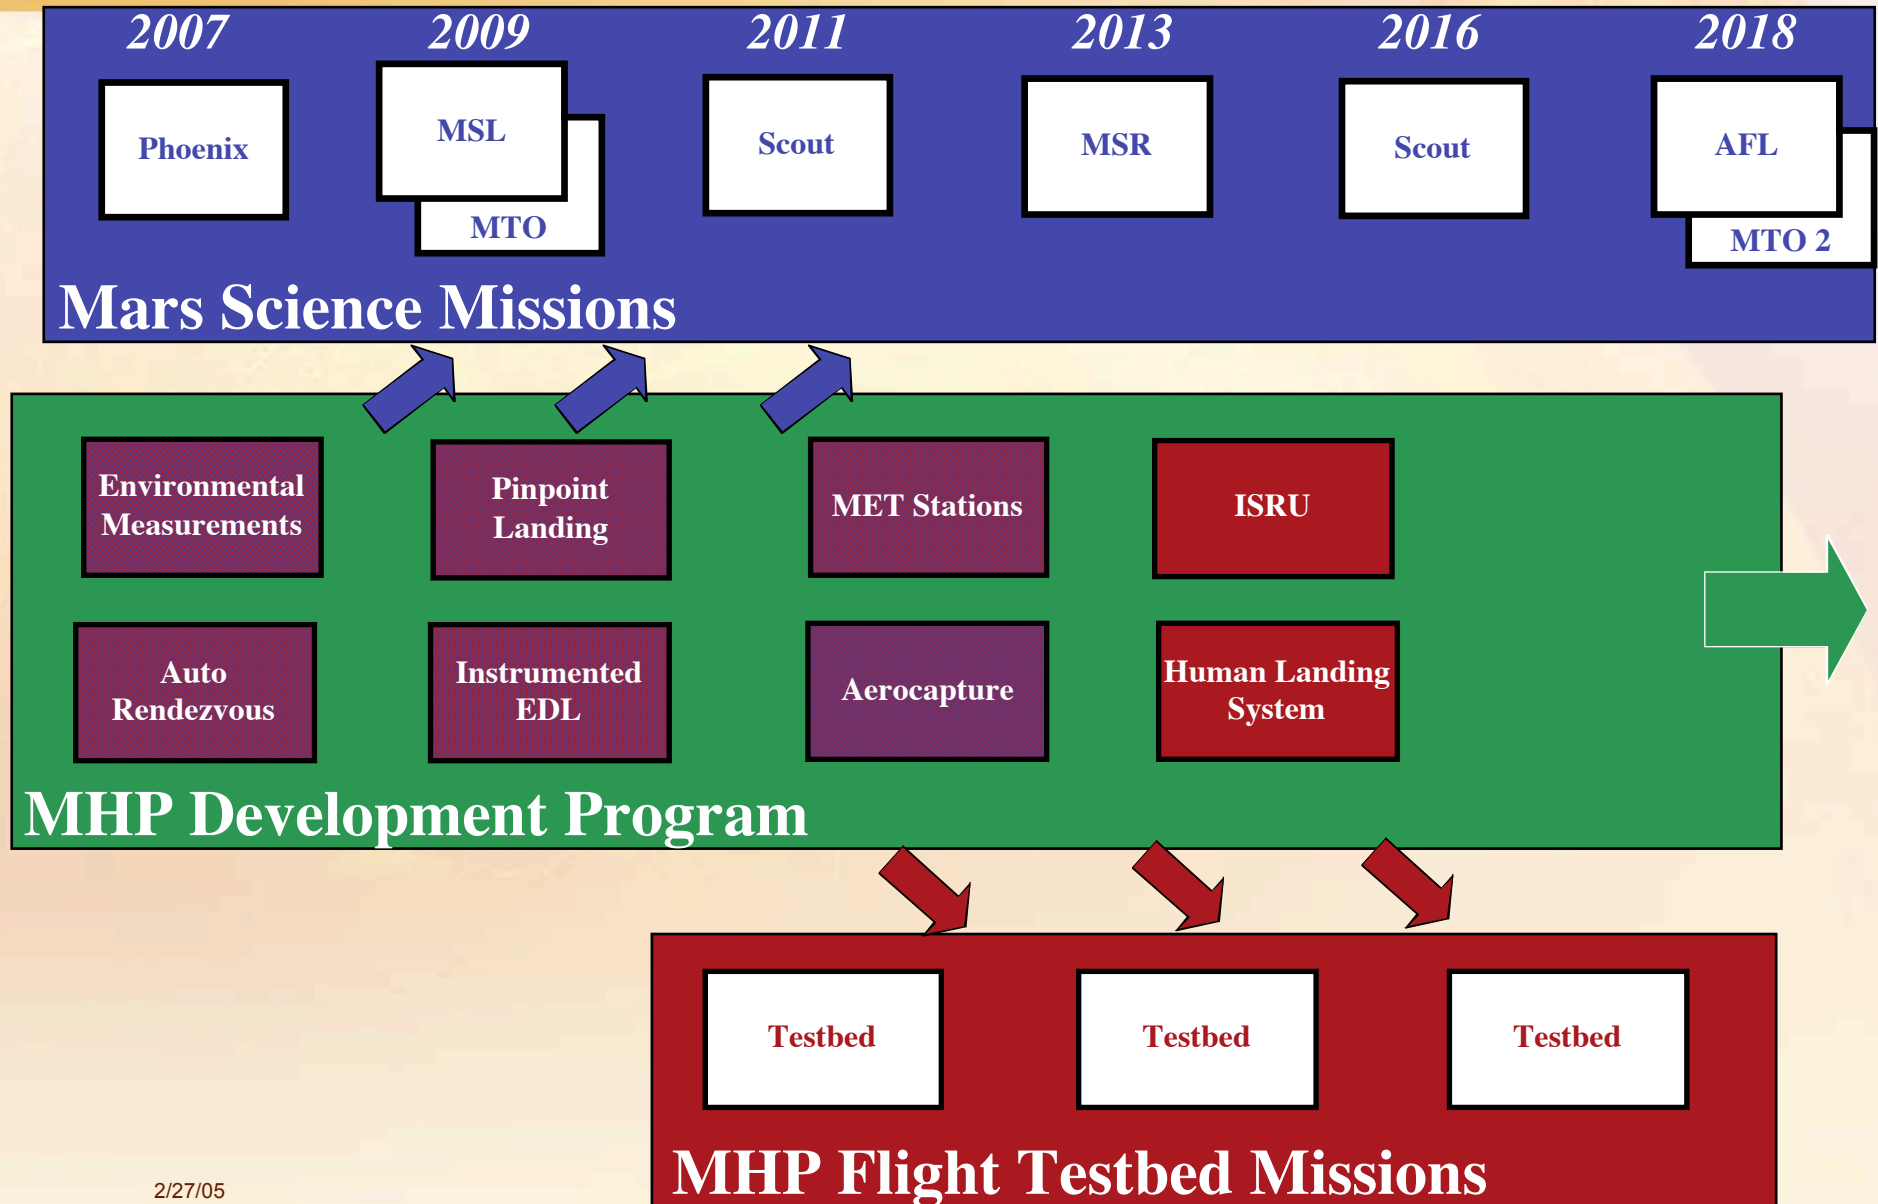 2007 2009 2011 2013 2016 2018
Phoenix
MSL
MTO
Scout
MSR
Scout
AFL
MTO 2
Mars Science Missions
Environmental
Measurements
Pinpoint
Landing
MET Stations
ISRU
Auto
Rendezvous
Instrumented
EDL
Aerocapture
Human Landing
System
MHP Development Program
Testbed
Testbed
Testbed
MHP Flight Testbed Missions
2/27/05